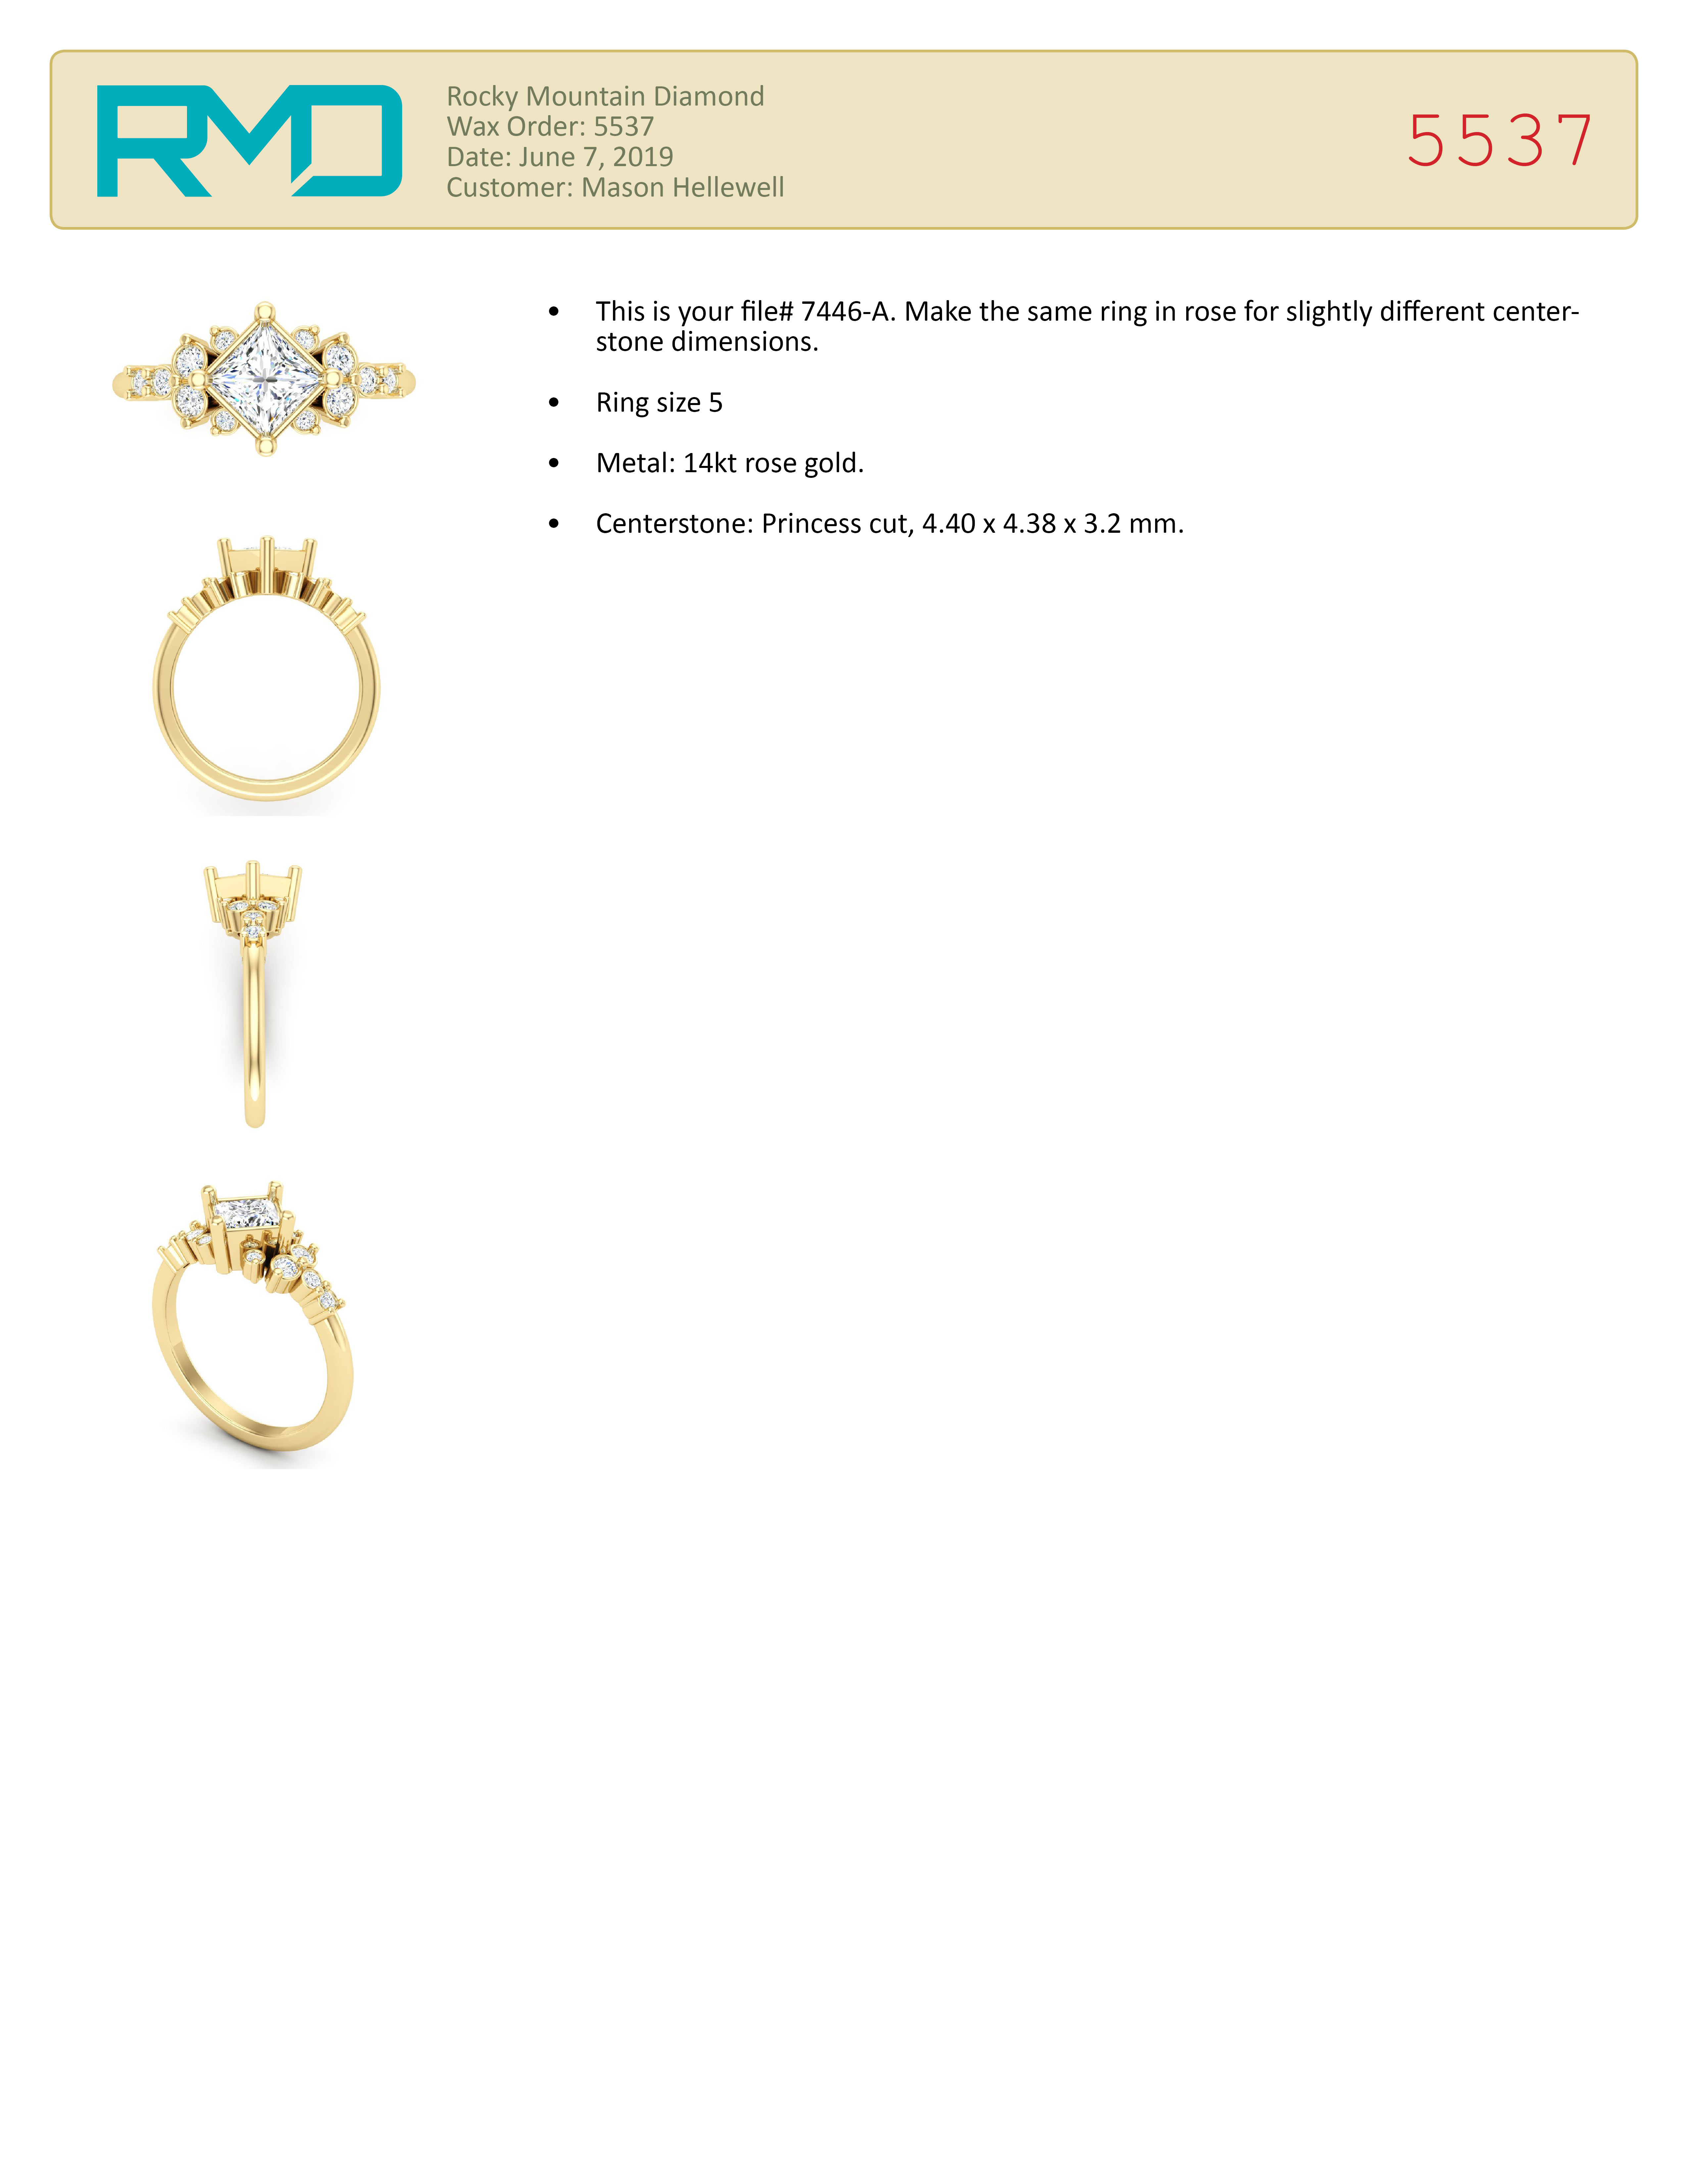 RMD
Rocky Mountain Diamond
Wax Order: 5537
Date: June 7, 2019
Customer: Mason Hellewell
5537
• This is your file# 7446-A. Make the same ring in rose for slightly different center-
stone dimensions.
• Ring size 5
• Metal: 14kt rose gold.
• Centerstone: Princess cut, 4.40 x 4.38 x 3.2 mm.